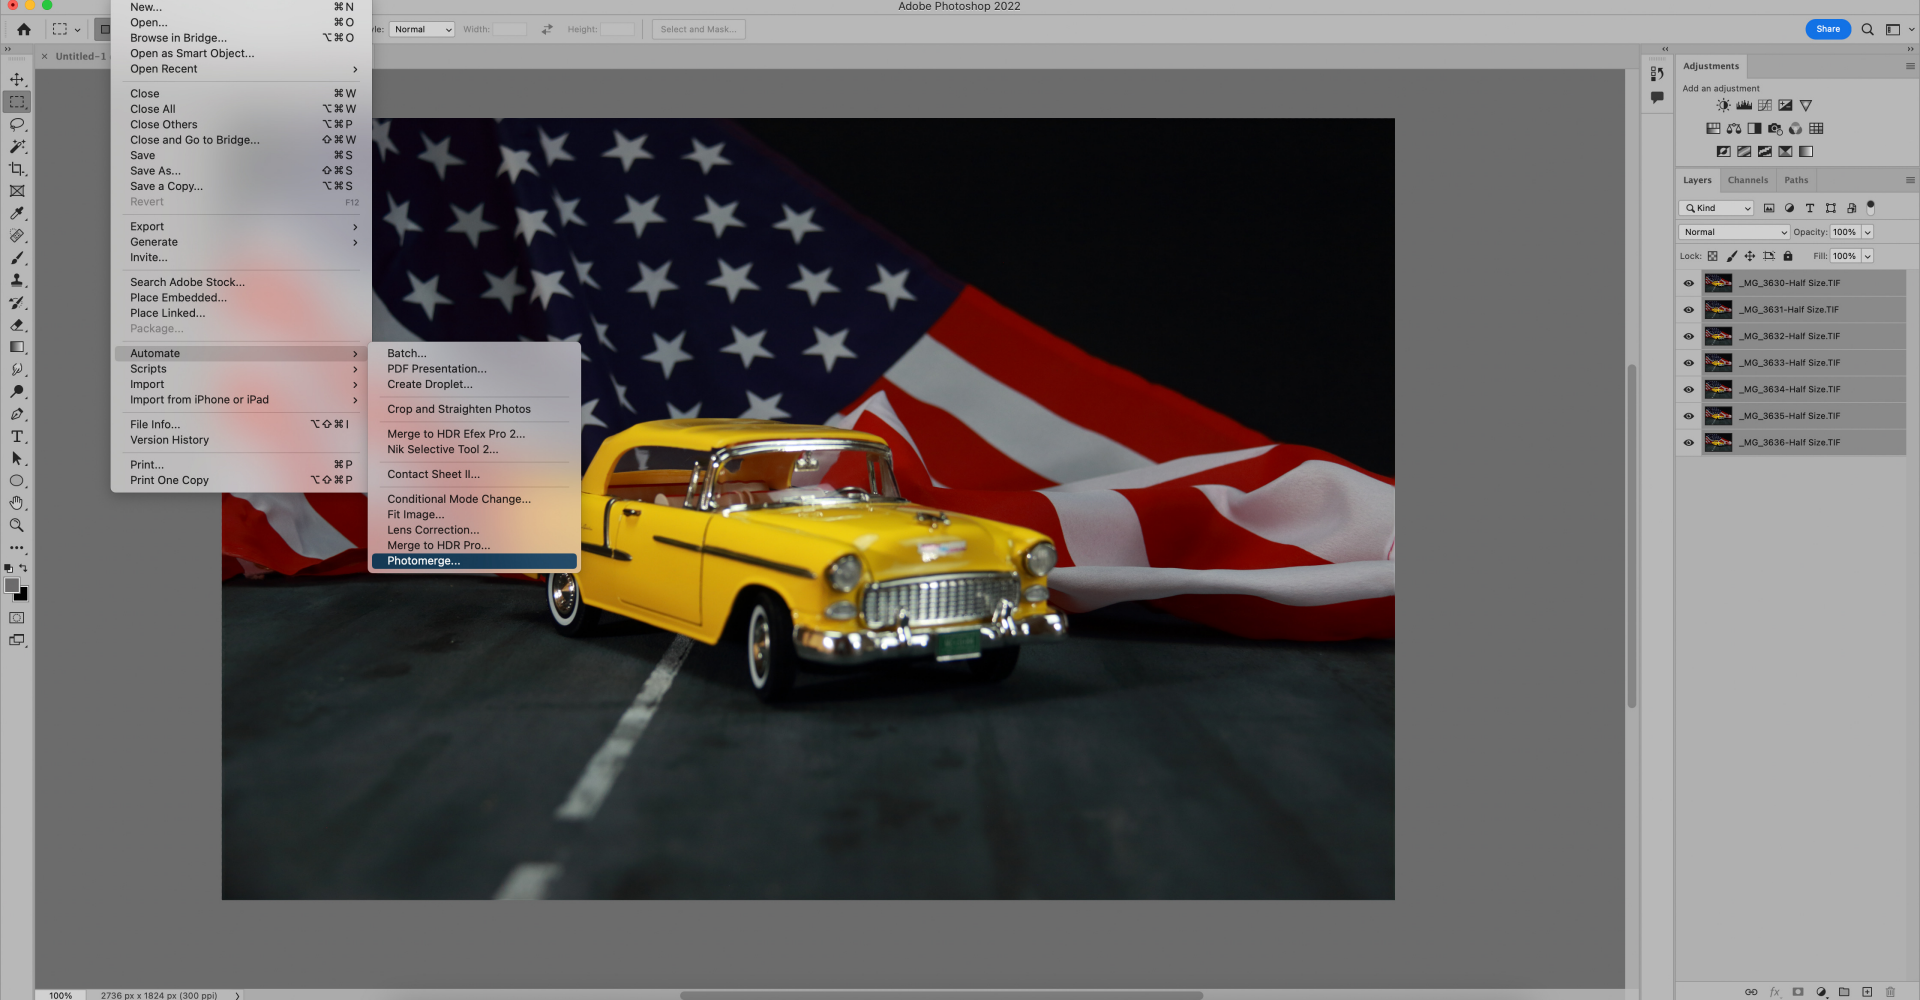 Adobe Photoshop 2022
New... ⌘N
Open... ⌘O
Browse in Bridge... ⌥⌘O
Open as Smart Object...
Open Recent
Close ⌘W
Close All ⌥⌘W
Close Others ⌥⌘P
Close and Go to Bridge... ⇧⌘W
Save ⌘S
Save As... ⇧⌘S
Save a Copy... ⌥⌘S
Revert F12
Export
Generate
Invite...
Search Adobe Stock...
Place Embedded...
Place Linked...
Package...
Automate
Scripts
Import
Import from iPhone or iPad
File Info... ⌥⇧⌘I
Version History
Print... ⌘P
Print One Copy ⌥⇧⌘P
Batch...
PDF Presentation...
Create Droplet...
Crop and Straighten Photos
Merge to HDR Efex Pro 2...
Nik Selective Tool 2...
Contact Sheet II...
Conditional Mode Change...
Fit Image...
Lens Correction...
Merge to HDR Pro...
Photomerge...
Normal Width: Height: Select and Mask...
Share
Untitled-1
Adjustments
Add an adjustment
Layers Channels Paths
Kind
Normal Opacity: 100%
Lock: Fill: 100%
_MG_3630-Half Size.TIF
_MG_3631-Half Size.TIF
_MG_3632-Half Size.TIF
_MG_3633-Half Size.TIF
_MG_3634-Half Size.TIF
_MG_3635-Half Size.TIF
_MG_3636-Half Size.TIF
100% 2736 px x 1824 px (300 ppi)